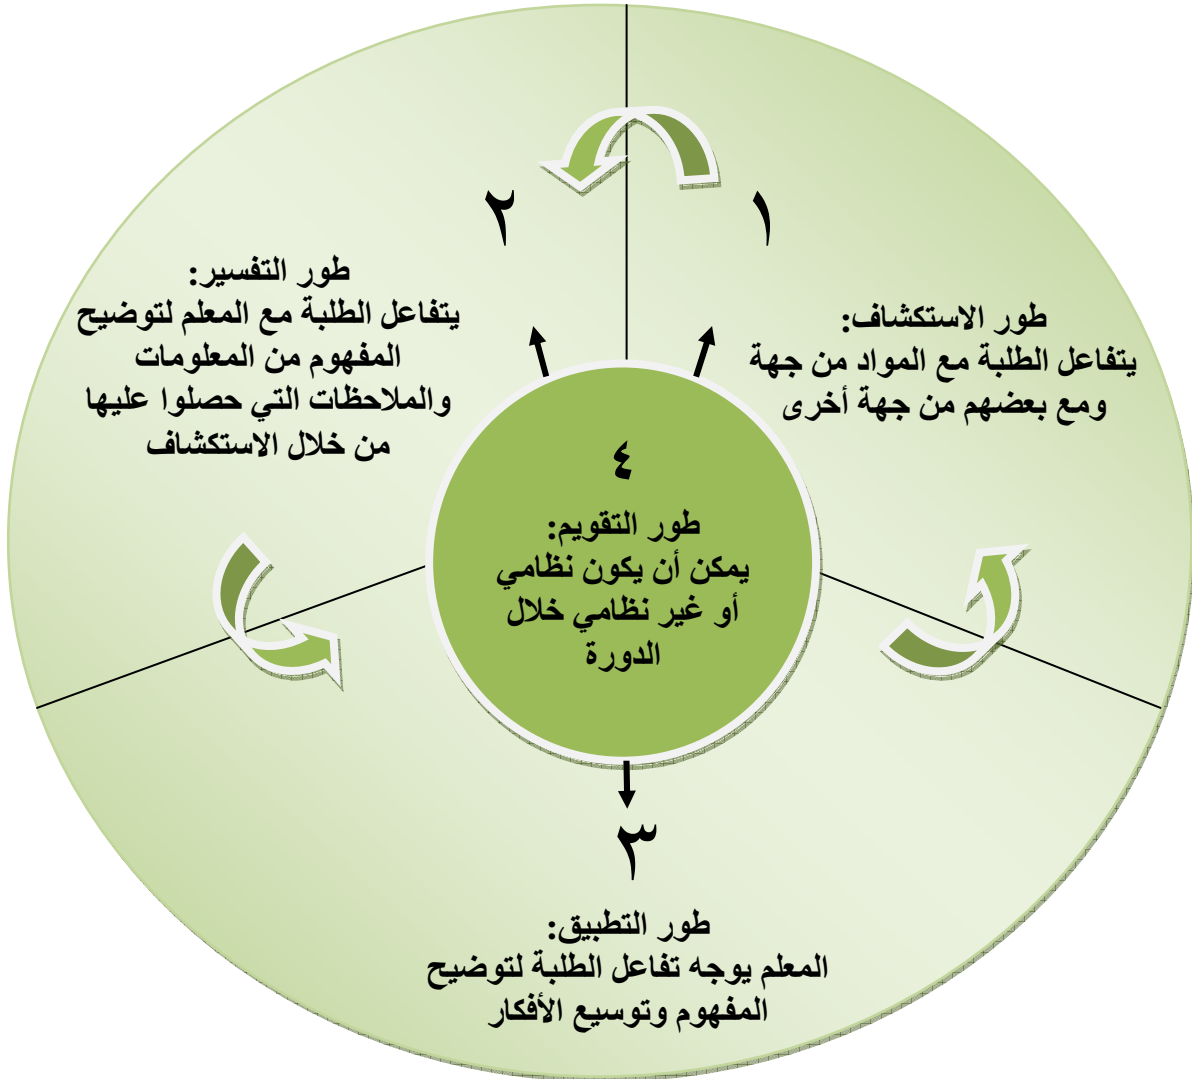 ١
طور الاستكشاف:
يتفاعل الطلبة مع المواد من جهة
ومع بعضهم من جهة أخرى
٢
طور التفسير:
يتفاعل الطلبة مع المعلم لتوضيح
المفهوم من المعلومات
والملاحظات التي حصلوا عليها
من خلال الاستكشاف
٣
طور التطبيق:
المعلم يوجه تفاعل الطلبة لتوضيح
المفهوم وتوسيع الأفكار
٤
طور التقويم:
يمكن أن يكون نظامي
أو غير نظامي خلال
الدورة